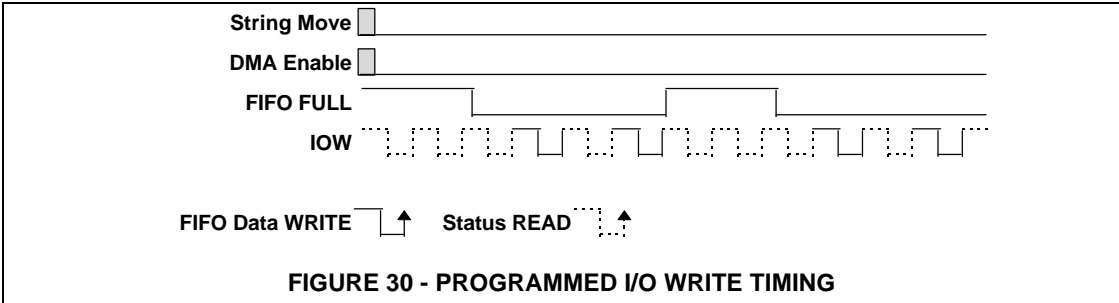 String Move
DMA Enable
FIFO FULL
IOW
FIFO Data WRITE Status READ
FIGURE 30 - PROGRAMMED I/O WRITE TIMING